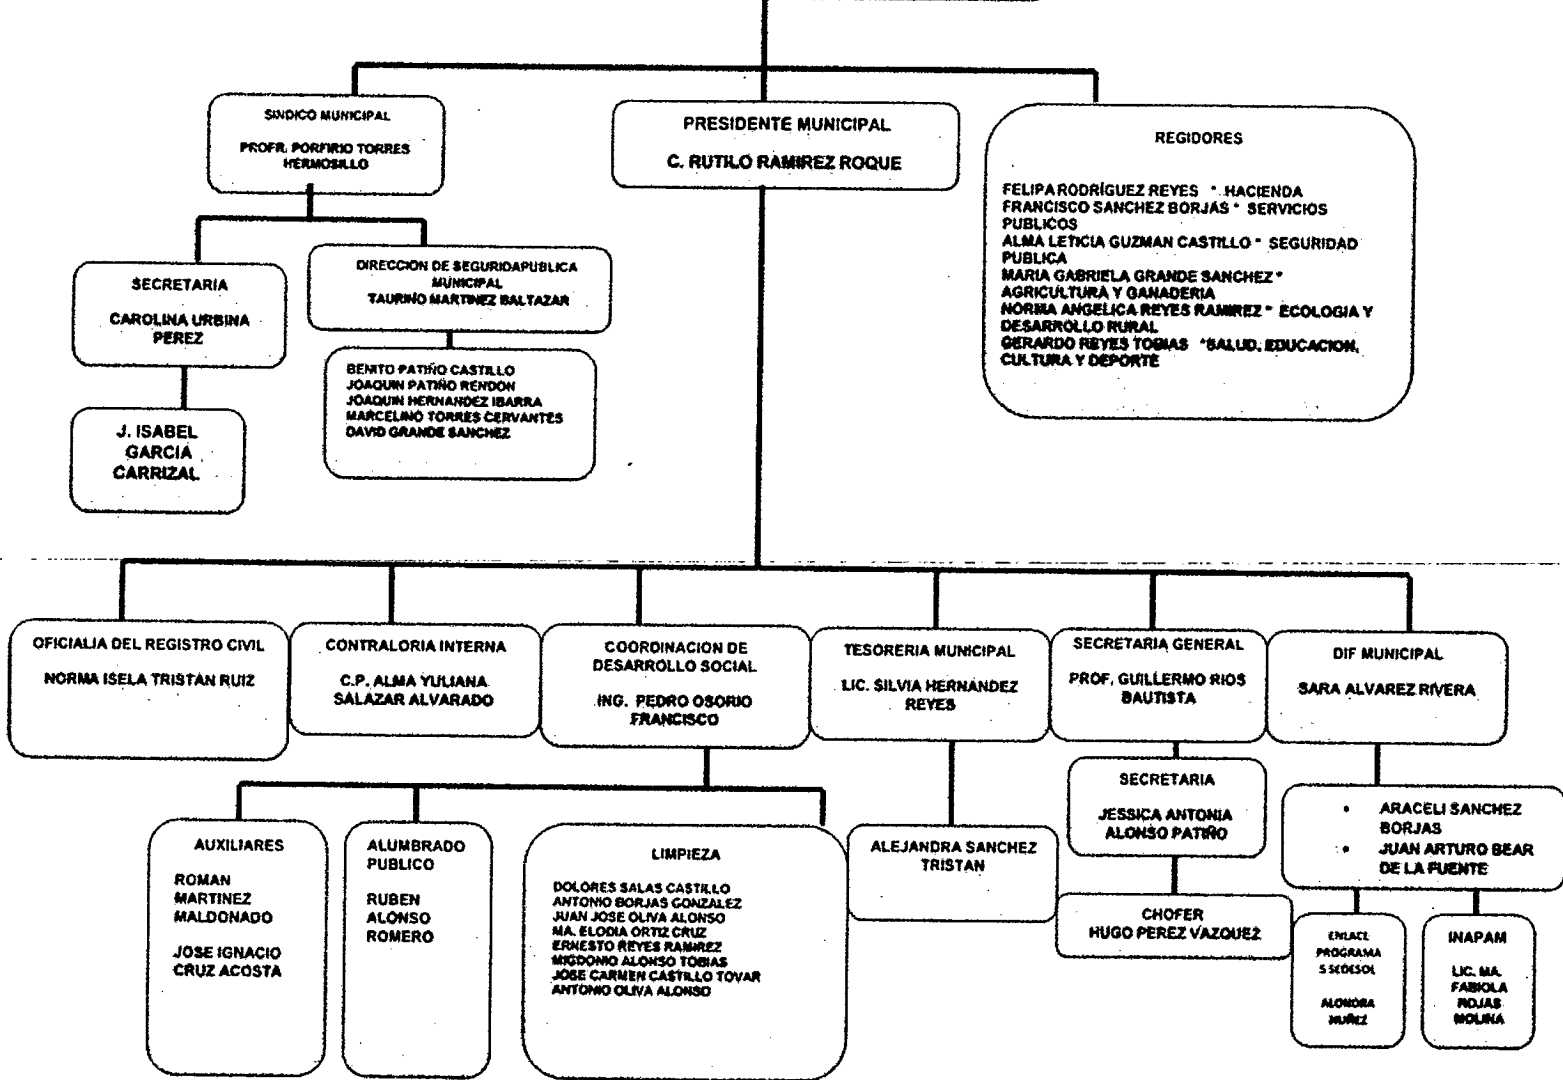 SINDICO MUNICIPAL
PROFR. PORFIRIO TORRES
HERMOSILLO
PRESIDENTE MUNICIPAL
C. RUTILO RAMIREZ ROQUE
REGIDORES
FELIPA RODRÍGUEZ REYES * HACIENDA
FRANCISCO SANCHEZ BORJAS * SERVICIOS
PUBLICOS
ALMA LETICIA GUZMAN CASTILLO * SEGURIDAD
PUBLICA
MARIA GABRIELA GRANDE SANCHEZ *
AGRICULTURA Y GANADERIA
NORMA ANGELICA REYES RAMIREZ * ECOLOGIA Y
DESARROLLO RURAL
GERARDO REYES TOBIAS *SALUD, EDUCACION,
CULTURA Y DEPORTE
SECRETARIA
CAROLINA URBINA
PEREZ
DIRECCION DE SEGURIDAPUBLICA
MUNICIPAL
TAURINO MARTINEZ BALTAZAR
J. ISABEL
GARCIA
CARRIZAL
BENITO PATIÑO CASTILLO
JOAQUIN PATIÑO RENDON
JOAQUIN HERNANDEZ IBARRA
MARCELINO TORRES CERVANTES
DAVID GRANDE SANCHEZ
OFICIALIA DEL REGISTRO CIVIL
NORMA ISELA TRISTAN RUIZ
CONTRALORIA INTERNA
C.P. ALMA YULIANA
SALAZAR ALVARADO
COORDINACION DE
DESARROLLO SOCIAL
ING. PEDRO OSORIO
FRANCISCO
TESORERIA MUNICIPAL
LIC. SILVIA HERNÁNDEZ
REYES
SECRETARIA GENERAL
PROF. GUILLERMO RIOS
BAUTISTA
DIF MUNICIPAL
SARA ALVAREZ RIVERA
AUXILIARES
ROMAN
MARTINEZ
MALDONADO
JOSE IGNACIO
CRUZ ACOSTA
ALUMBRADO
PUBLICO
RUBEN
ALONSO
ROMERO
LIMPIEZA
DOLORES SALAS CASTILLO
ANTONIO BORJAS GONZALEZ
JUAN JOSE OLIVA ALONSO
MA. ELODIA ORTIZ CRUZ
ERNESTO REYES RAMIREZ
MIGDONIO ALONSO TOBIAS
JOSE CARMEN CASTILLO TOVAR
ANTONIO OLIVA ALONSO
ALEJANDRA SANCHEZ
TRISTAN
SECRETARIA
JESSICA ANTONIA
ALONSO PATIÑO
CHOFER
HUGO PEREZ VAZQUEZ
• ARACELI SANCHEZ
BORJAS
• JUAN ARTURO BEAR
DE LA FUENTE
ENLACE
PROGRAMA
S SEDESOL
ALONDRA
MUÑEZ
INAPAM
LIC. MA.
FABIOLA
ROJAS
MOLINA